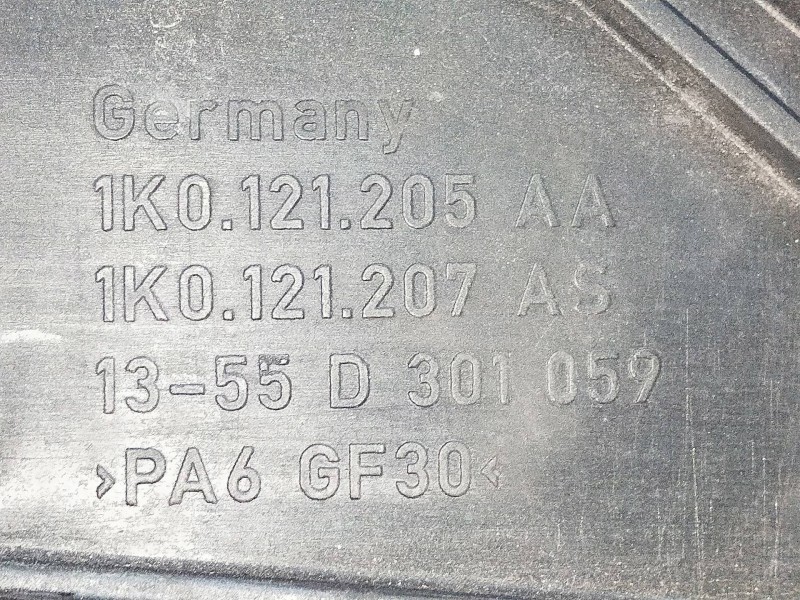 Germany
1K0.121.205 AA
1K0.121.207 AS
13-55 D 301 059
>PA6 GF30<